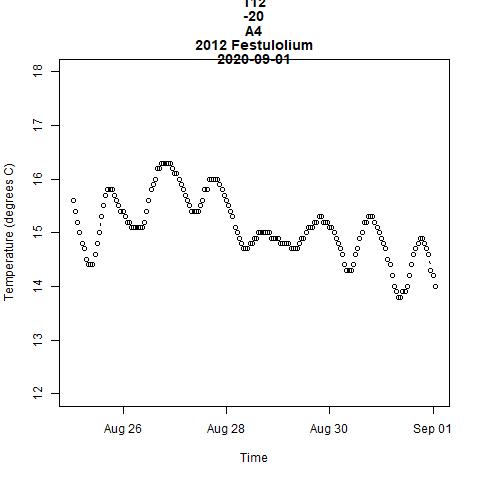 T12
-20
A4
2012 Festulolium
2020-09-01
18
17
16
15
14
13
12
Temperature (degrees C)
Aug 26
Aug 28
Aug 30
Sep 01
Time